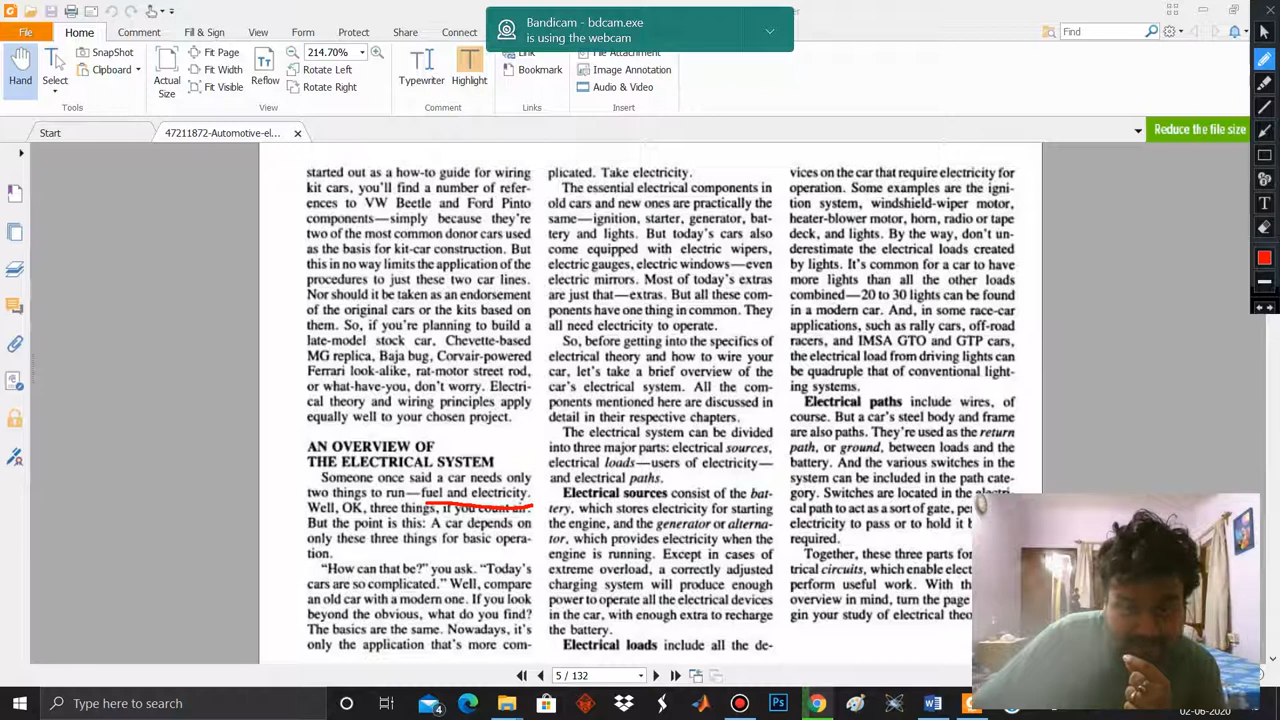 Bandicam - bdcam.exe
is using the webcam
File
Home
Comment
Fill & Sign
View
Form
Protect
Share
Connect
Find
Hand
Select
SnapShot
Clipboard
Actual
Size
Reflow
Fit Page
Fit Width
Fit Visible
214.70%
Rotate Left
Rotate Right
Typewriter
Highlight
Link
Bookmark
File Attachment
Image Annotation
Audio & Video
Tools
View
Comment
Links
Insert
Start
47211872-Automotive-el...
Reduce the file size
started out as a how-to guide for wiring
kit cars, you'll find a number of refer-
ences to VW Beetle and Ford Pinto
components—simply because they're
two of the most common donor cars used
as the basis for kit-car construction. But
this in no way limits the application of the
procedures to just these two car lines.
Nor should it be taken as an endorsement
of the original cars or the kits based on
them. So, if you're planning to build a
late-model stock car, Chevette-based
MG replica, Baja bug, Corvair-powered
Ferrari look-alike, rat-motor street rod,
or what-have-you, don't worry. Electri-
cal theory and wiring principles apply
equally well to your chosen project.
AN OVERVIEW OF
THE ELECTRICAL SYSTEM
Someone once said a car needs only
two things to run—fuel and electricity.
Well, OK, three things, if you count air.
But the point is this: A car depends on
only these three things for basic opera-
tion.
"How can that be?" you ask. "Today's
cars are so complicated." Well, compare
an old car with a modern one. If you look
beyond the obvious, what do you find?
The basics are the same. Nowadays, it's
only the application that's more com-
plicated. Take electricity.
The essential electrical components in
old cars and new ones are practically the
same—ignition, starter, generator, bat-
tery and lights. But today's cars also
come equipped with electric wipers,
electric gauges, electric windows—even
electric mirrors. Most of today's extras
are just that—extras. But all these com-
ponents have one thing in common. They
all need electricity to operate.
So, before getting into the specifics of
electrical theory and how to wire your
car, let's take a brief overview of the
car's electrical system. All the com-
ponents mentioned here are discussed in
detail in their respective chapters.
The electrical system can be divided
into three major parts: electrical sources,
electrical loads—users of electricity—
and electrical paths.
Electrical sources consist of the bat-
tery, which stores electricity for starting
the engine, and the generator or alterna-
tor, which provides electricity when the
engine is running. Except in cases of
extreme overload, a correctly adjusted
charging system will produce enough
power to operate all the electrical devices
in the car, with enough extra to recharge
the battery.
Electrical loads include all the de-
vices on the car that require electricity for
operation. Some examples are the igni-
tion system, windshield-wiper motor,
heater-blower motor, horn, radio or tape
deck, and lights. By the way, don't un-
derestimate the electrical loads created
by lights. It's common for a car to have
more lights than all the other loads
combined—20 to 30 lights can be found
in a modern car. And, in some race-car
applications, such as rally cars, off-road
racers, and IMSA GTO and GTP cars,
the electrical load from driving lights can
be quadruple that of conventional light-
ing systems.
Electrical paths include wires, of
course. But a car's steel body and frame
are also paths. They're used as the return
path, or ground, between loads and the
battery. And the various switches in the
system can be included in the path cate-
gory. Switches are located in the electri-
cal path to act as a sort of gate, pe
electricity to pass or to hold it b
required.
Together, these three parts for
trical circuits, which enable elect
perform useful work. With th
overview in mind, turn the page
gin your study of electrical theo
5 / 132
Type here to search
4
Ps
02-06-2020